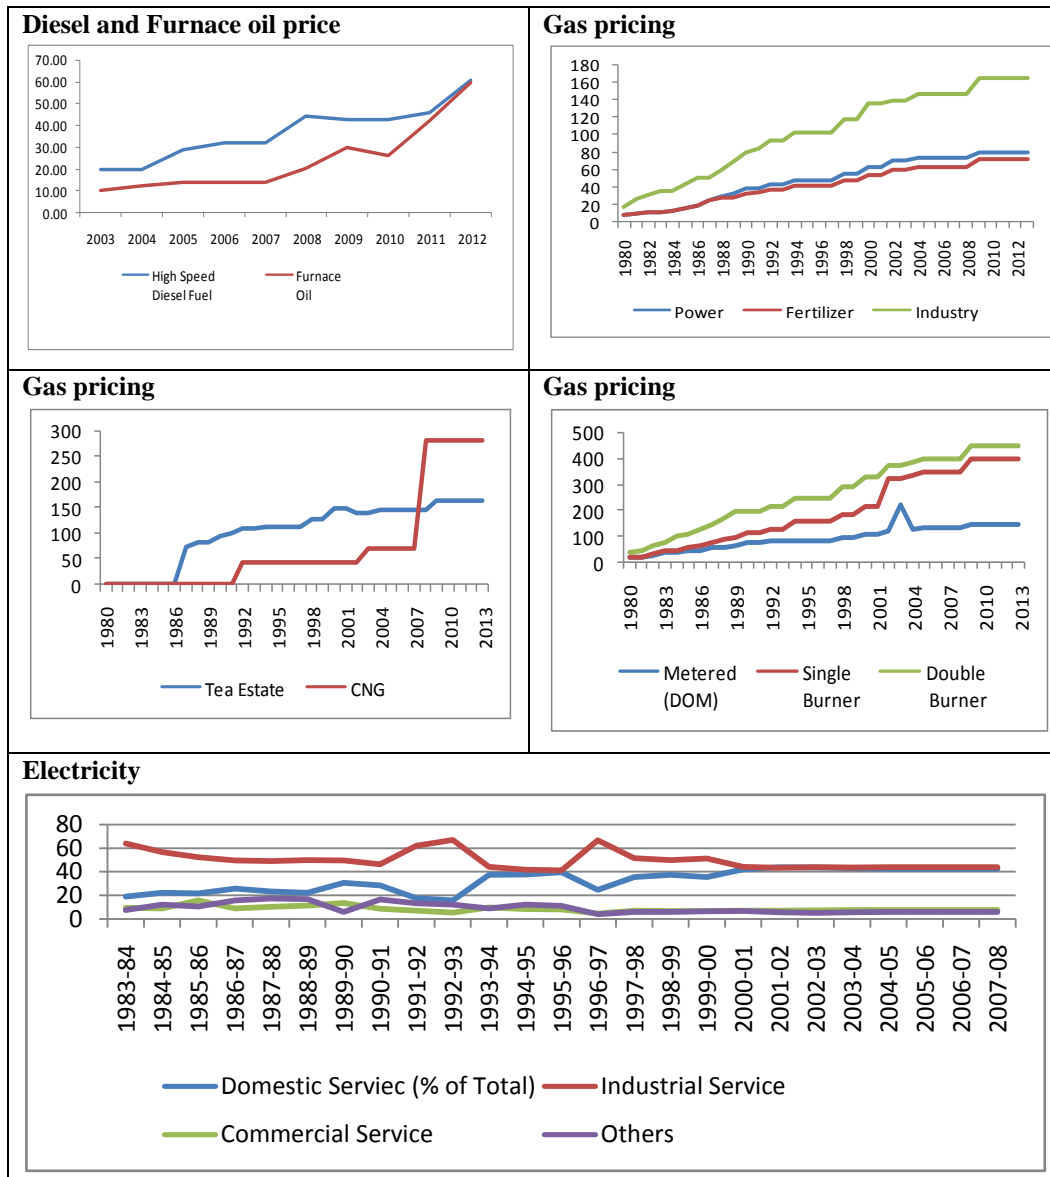 Diesel and Furnace oil price
70.00
60.00
50.00
40.00
30.00
20.00
10.00
0.00
2003 2004 2005 2006 2007 2008 2009 2010 2011 2012
High Speed Furnace
Diesel Fuel Oil
Gas pricing
180
160
140
120
100
80
60
40
20
0
1980 1982 1984 1986 1988 1990 1992 1994 1996 1998 2000 2002 2004 2006 2008 2010 2012
Power Fertilizer Industry
Gas pricing
300
250
200
150
100
50
0
1980 1983 1986 1989 1992 1995 1998 2001 2004 2007 2010 2013
Tea Estate CNG
Gas pricing
500
400
300
200
100
0
1980 1983 1986 1989 1992 1995 1998 2001 2004 2007 2010 2013
Metered Single Double
(DOM) Burner Burner
Electricity
80
60
40
20
0
1983-84 1984-85 1985-86 1986-87 1987-88 1988-89 1989-90 1990-91 1991-92 1992-93 1993-94 1994-95 1995-96 1996-97 1997-98 1998-99 1999-00 2000-01 2001-02 2002-03 2003-04 2004-05 2005-06 2006-07 2007-08
Domestic Serviec (% of Total) Industrial Service
Commercial Service Others